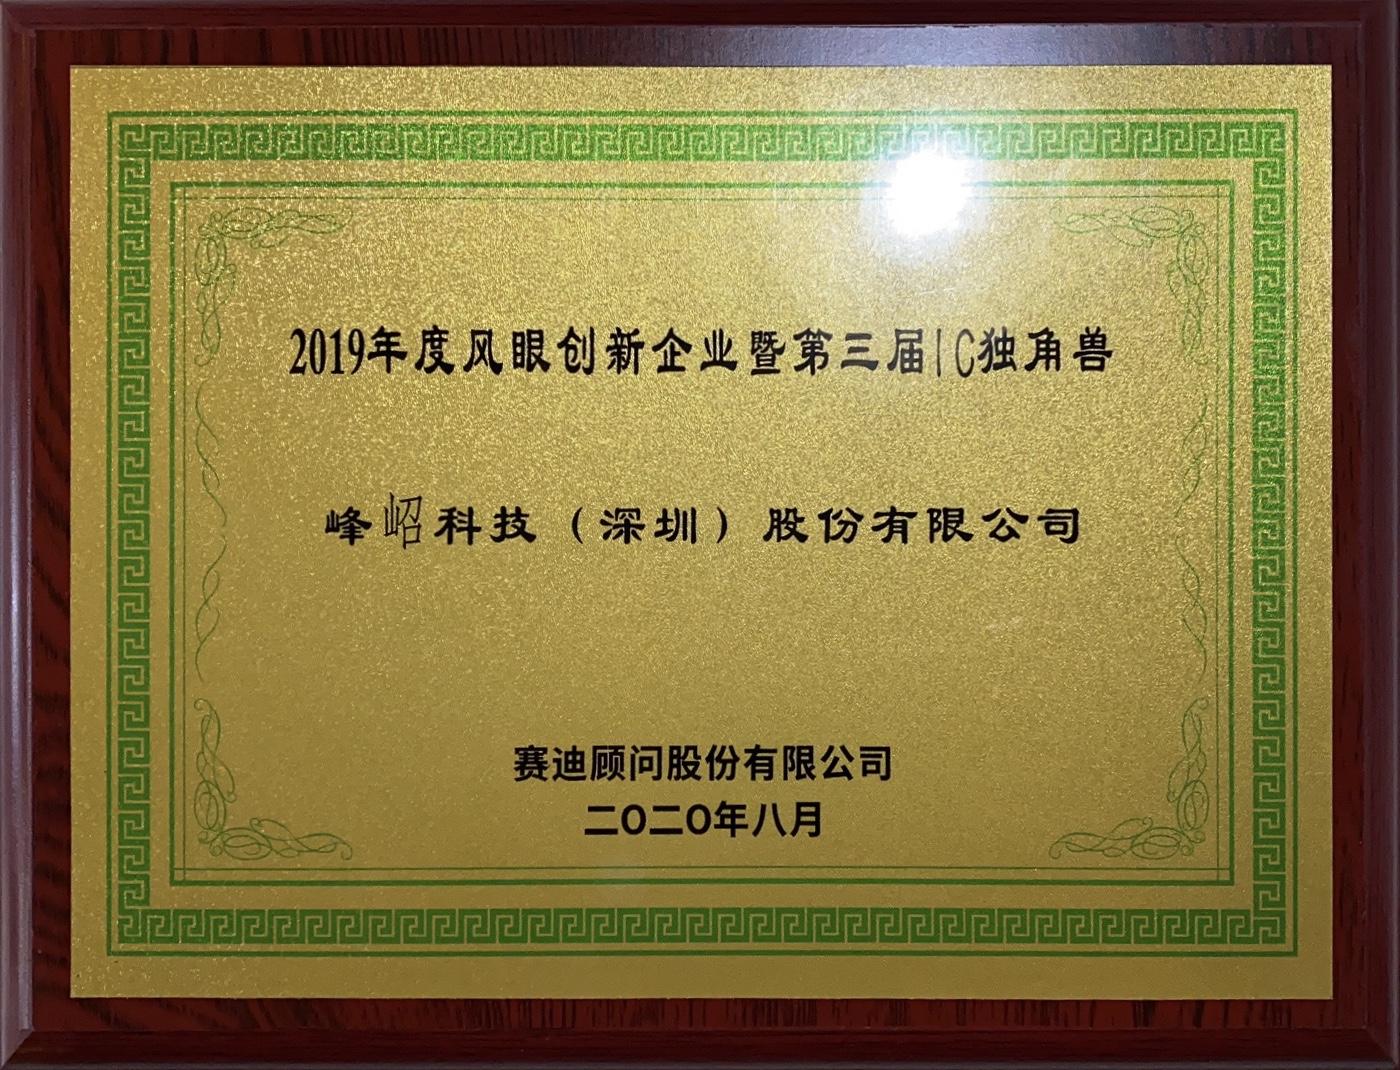 2019年度风眼创新企业暨第三届IC独角兽
峰岹科技（深圳）股份有限公司
赛迪顾问股份有限公司
二〇二〇年八月